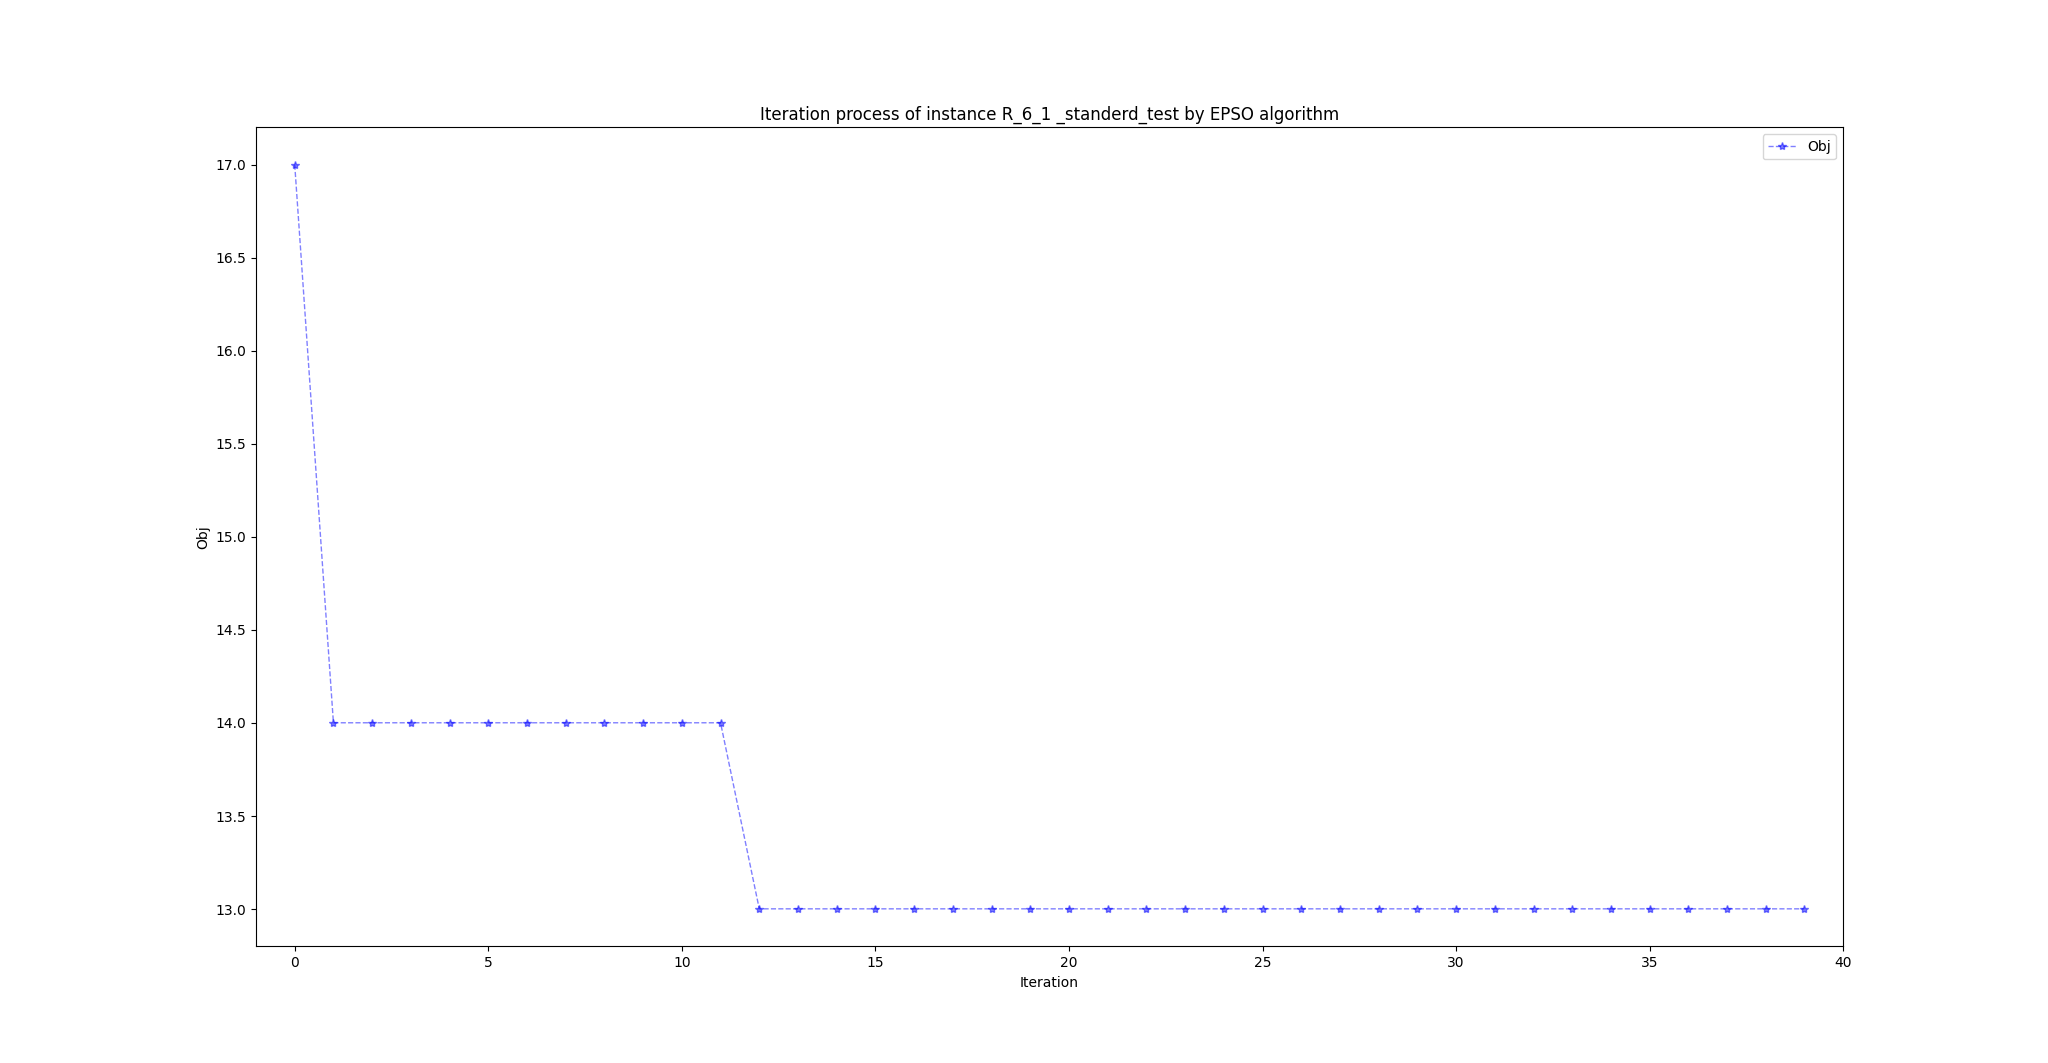 Iteration process of instance R_6_1 _standerd_test by EPSO algorithm
Obj
17.0
16.5
16.0
15.5
15.0
14.5
14.0
13.5
13.0
Obj
0 5 10 15 20 25 30 35 40
Iteration